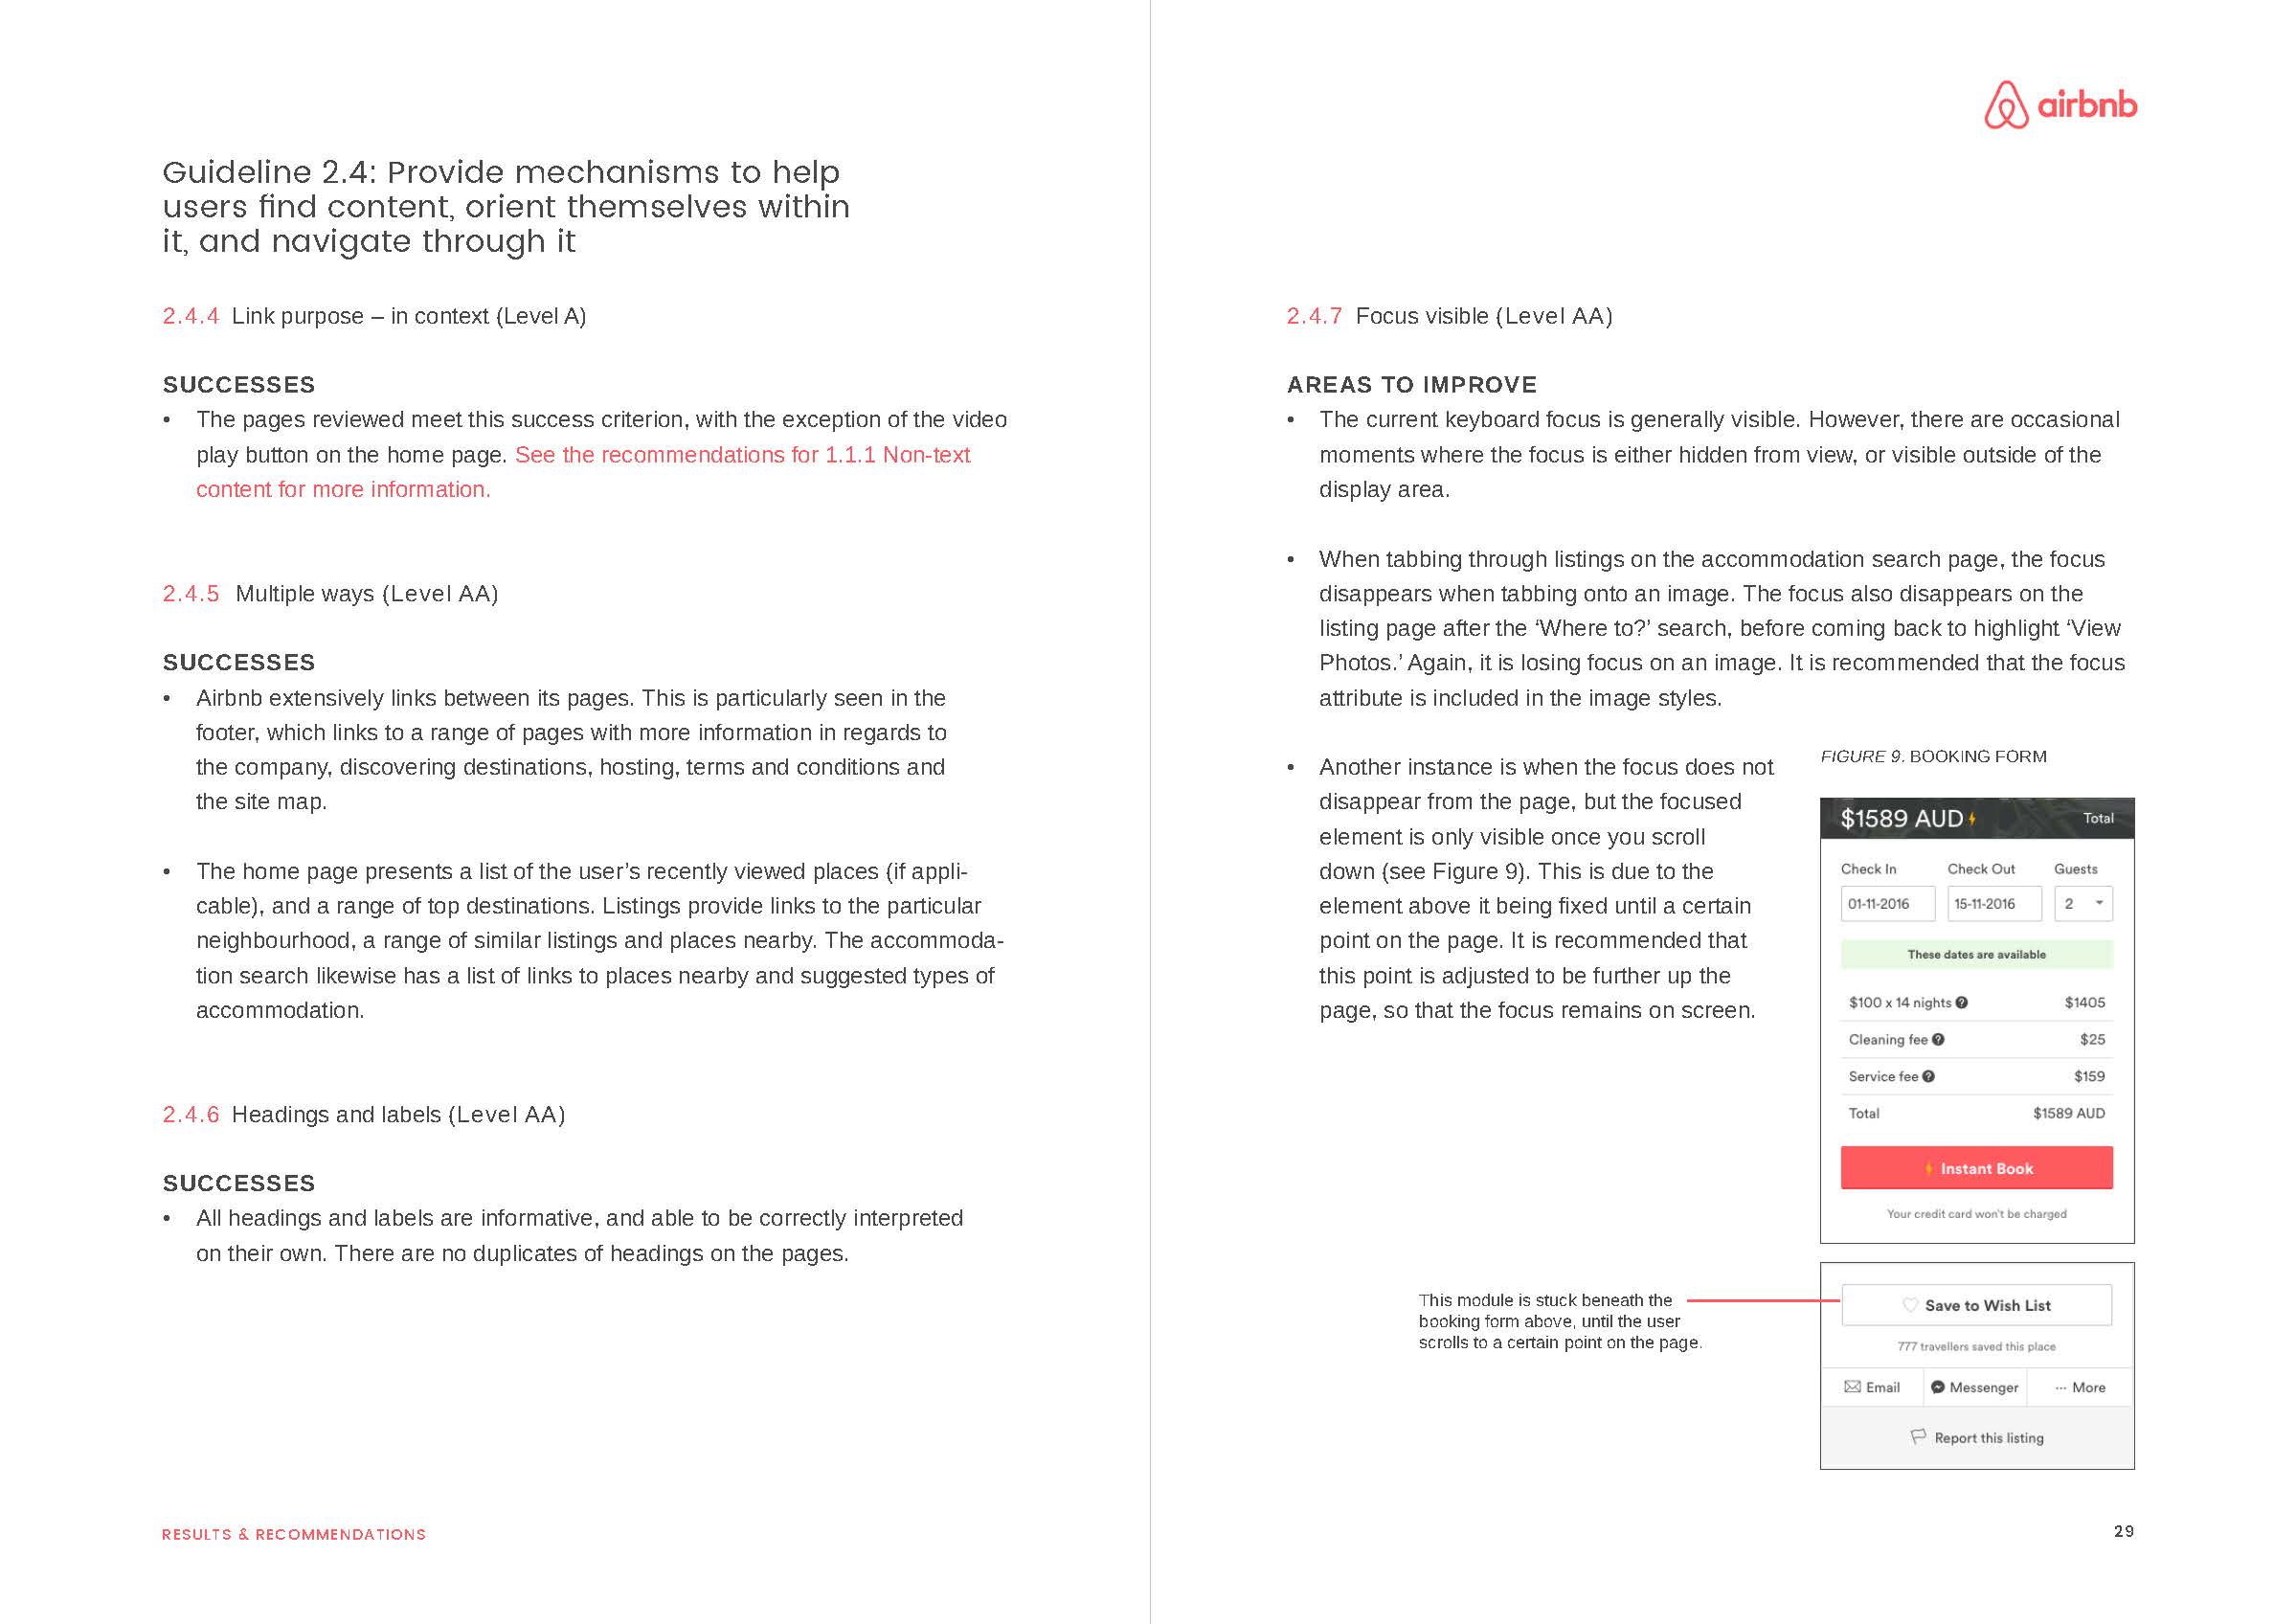 airbnb
Guideline 2.4: Provide mechanisms to help
users find content, orient themselves within
it, and navigate through it
2.4.4 Link purpose – in context (Level A)
SUCCESSES
• The pages reviewed meet this success criterion, with the exception of the video
play button on the home page. See the recommendations for 1.1.1 Non-text
content for more information.
2.4.5 Multiple ways (Level AA)
SUCCESSES
• Airbnb extensively links between its pages. This is particularly seen in the
footer, which links to a range of pages with more information in regards to
the company, discovering destinations, hosting, terms and conditions and
the site map.
• The home page presents a list of the user’s recently viewed places (if appli-
cable), and a range of top destinations. Listings provide links to the particular
neighbourhood, a range of similar listings and places nearby. The accommoda-
tion search likewise has a list of links to places nearby and suggested types of
accommodation.
2.4.6 Headings and labels (Level AA)
SUCCESSES
• All headings and labels are informative, and able to be correctly interpreted
on their own. There are no duplicates of headings on the pages.
2.4.7 Focus visible (Level AA)
AREAS TO IMPROVE
• The current keyboard focus is generally visible. However, there are occasional
moments where the focus is either hidden from view, or visible outside of the
display area.
• When tabbing through listings on the accommodation search page, the focus
disappears when tabbing onto an image. The focus also disappears on the
listing page after the ‘Where to?’ search, before coming back to highlight ‘View
Photos.’ Again, it is losing focus on an image. It is recommended that the focus
attribute is included in the image styles.
• Another instance is when the focus does not
disappear from the page, but the focused
element is only visible once you scroll
down (see Figure 9). This is due to the
element above it being fixed until a certain
point on the page. It is recommended that
this point is adjusted to be further up the
page, so that the focus remains on screen.
FIGURE 9. BOOKING FORM
$1589 AUD Total
Check In Check Out Guests
01-11-2016 15-11-2016 2
These dates are available
$100 x 14 nights ? $1405
Cleaning fee ? $25
Service fee ? $159
Total $1589 AUD
Instant Book
Your credit card won't be charged
This module is stuck beneath the
booking form above, until the user
scrolls to a certain point on the page.
Save to Wish List
777 travellers saved this place
Email Messenger ··· More
Report this listing
RESULTS & RECOMMENDATIONS
29